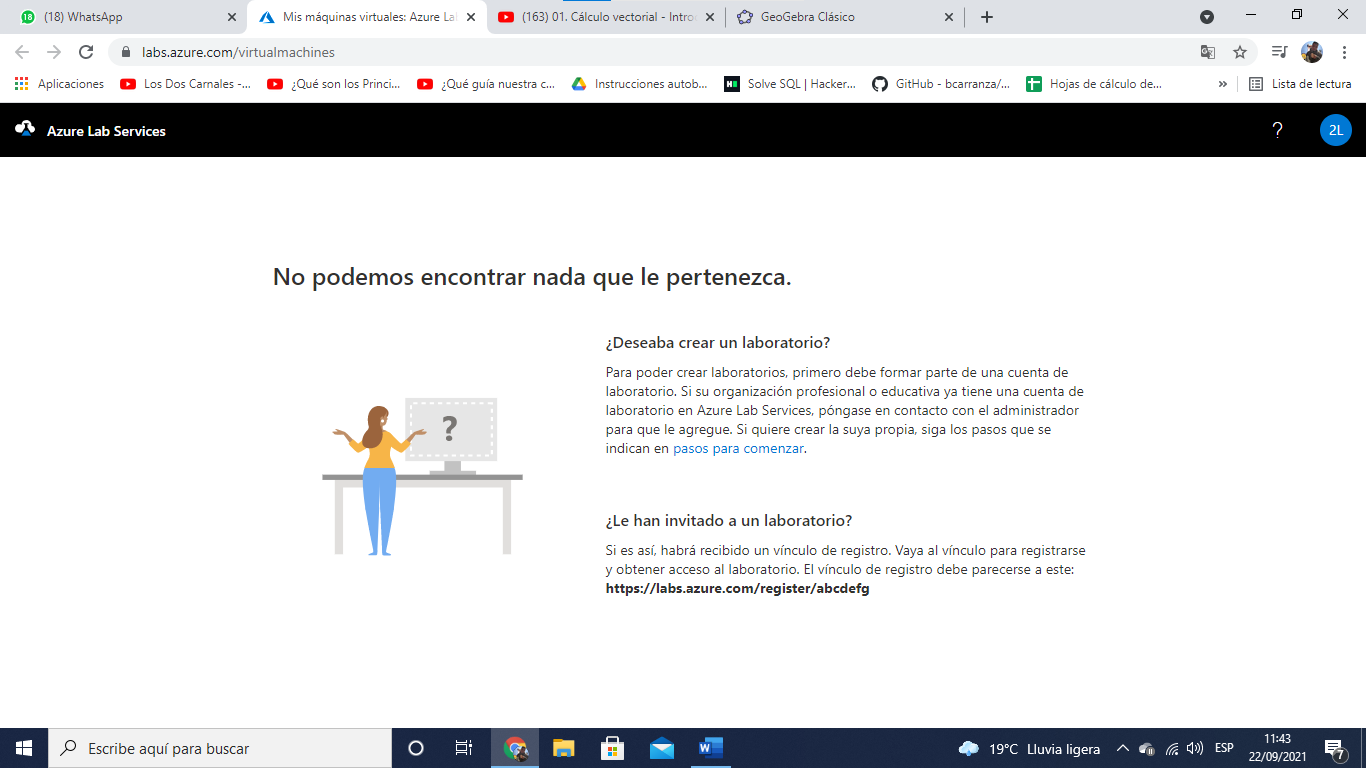 (18) WhatsApp
Mis máquinas virtuales: Azure La
(163) 01. Cálculo vectorial - Intro
GeoGebra Clásico
labs.azure.com/virtualmachines
Aplicaciones
Los Dos Carnales -...
¿Qué son los Princi...
¿Qué guía nuestra c...
Instrucciones autob...
Solve SQL | Hacker...
GitHub - bcarranza/...
Hojas de cálculo de...
»
Lista de lectura
Azure Lab Services
?
2L
No podemos encontrar nada que le pertenezca.
?
¿Deseaba crear un laboratorio?
Para poder crear laboratorios, primero debe formar parte de una cuenta de
laboratorio. Si su organización profesional o educativa ya tiene una cuenta de
laboratorio en Azure Lab Services, póngase en contacto con el administrador
para que le agregue. Si quiere crear la suya propia, siga los pasos que se
indican en pasos para comenzar.
¿Le han invitado a un laboratorio?
Si es así, habrá recibido un vínculo de registro. Vaya al vínculo para registrarse
y obtener acceso al laboratorio. El vínculo de registro debe parecerse a este:
https://labs.azure.com/register/abcdefg
Escribe aquí para buscar
19°C Lluvia ligera
ESP
11:43
22/09/2021
7